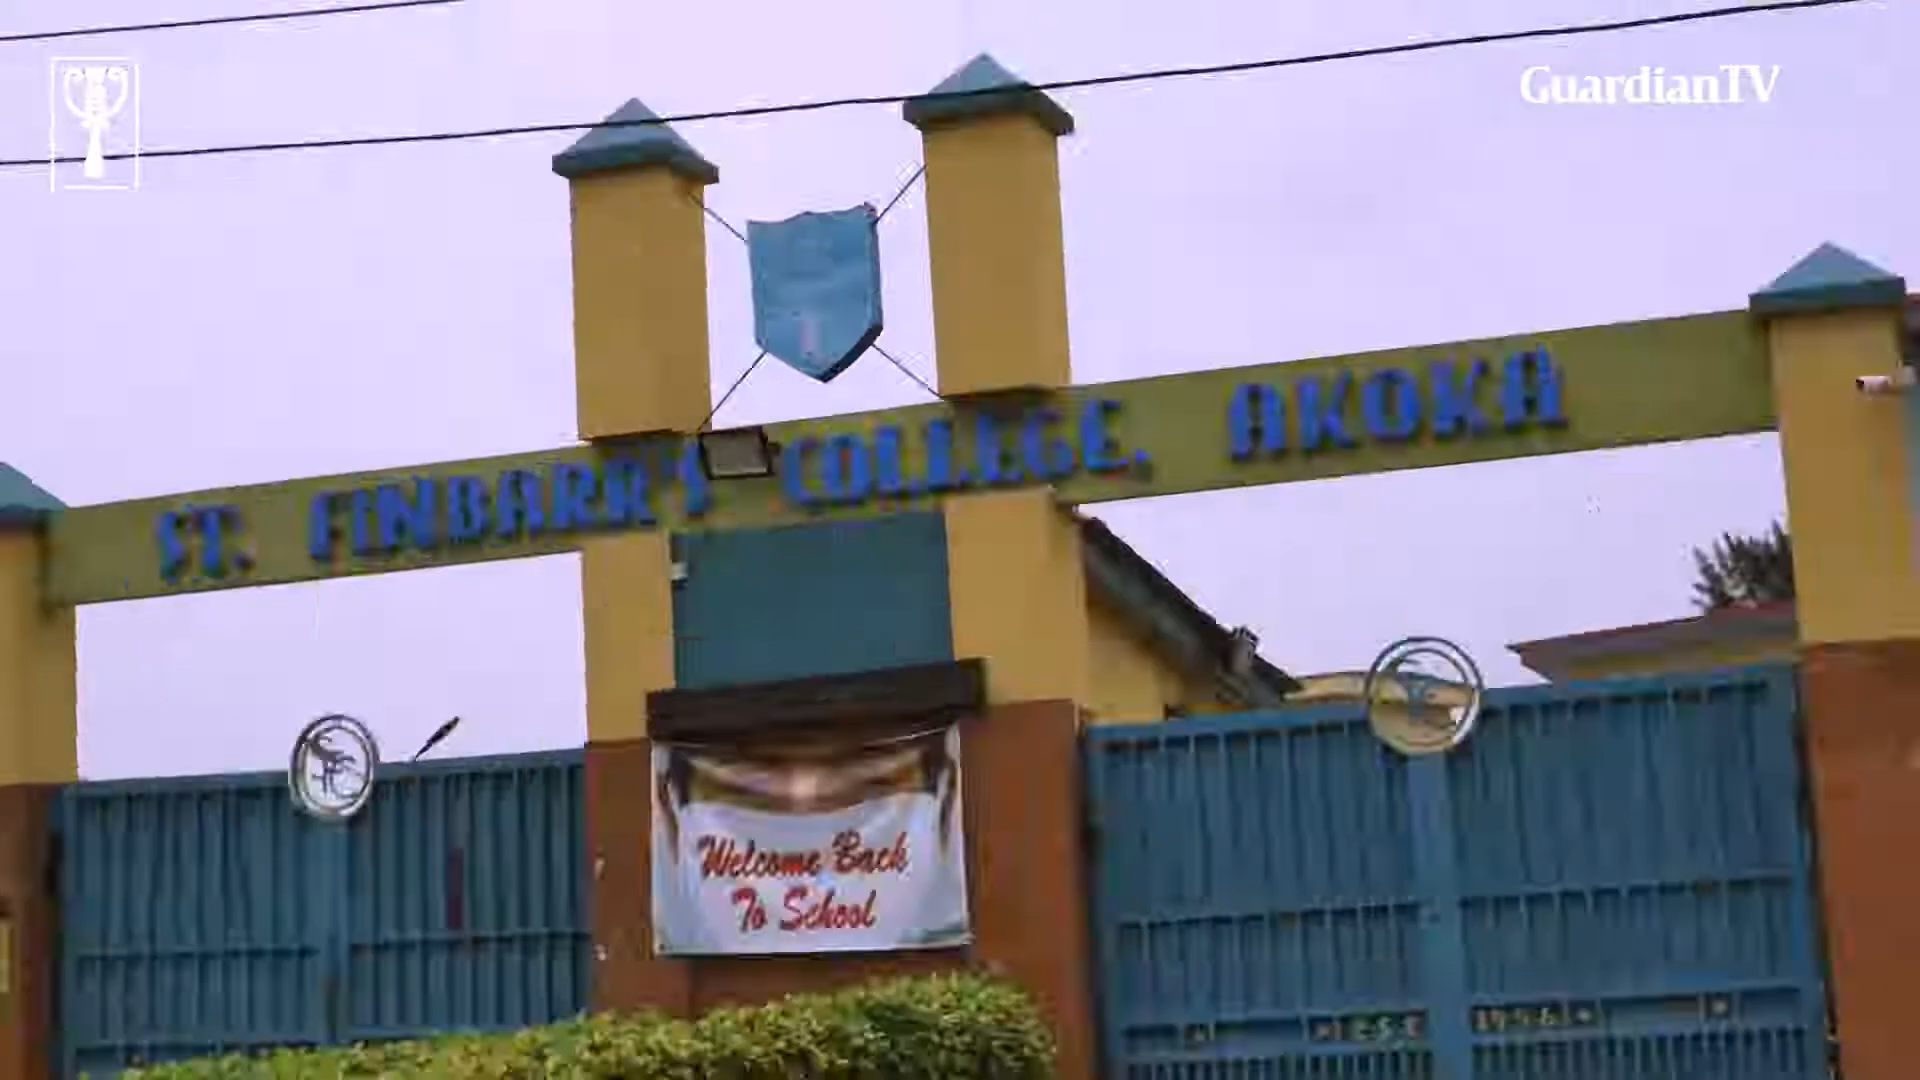 GuardianTV
ST. FINBARR'S COLLEGE, AKOKA
Welcome Back
To School